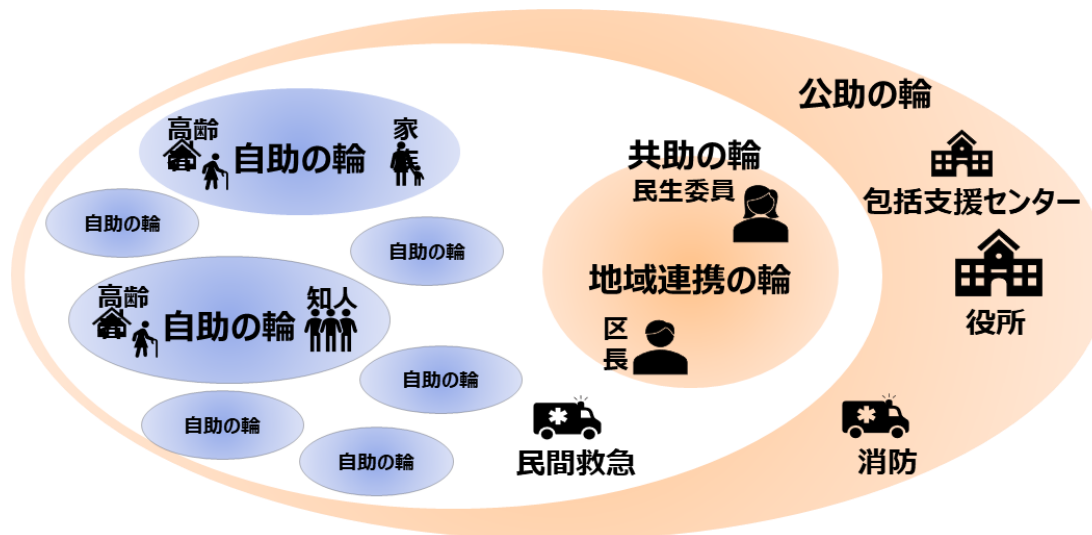 公助の輪
包括支援センター
役所
消防
共助の輪
民生委員
地域連携の輪
区
長
民間救急
高齢
自助の輪
家
自助の輪
自助の輪
高齢
自助の輪
知人
自助の輪
自助の輪
自助の輪